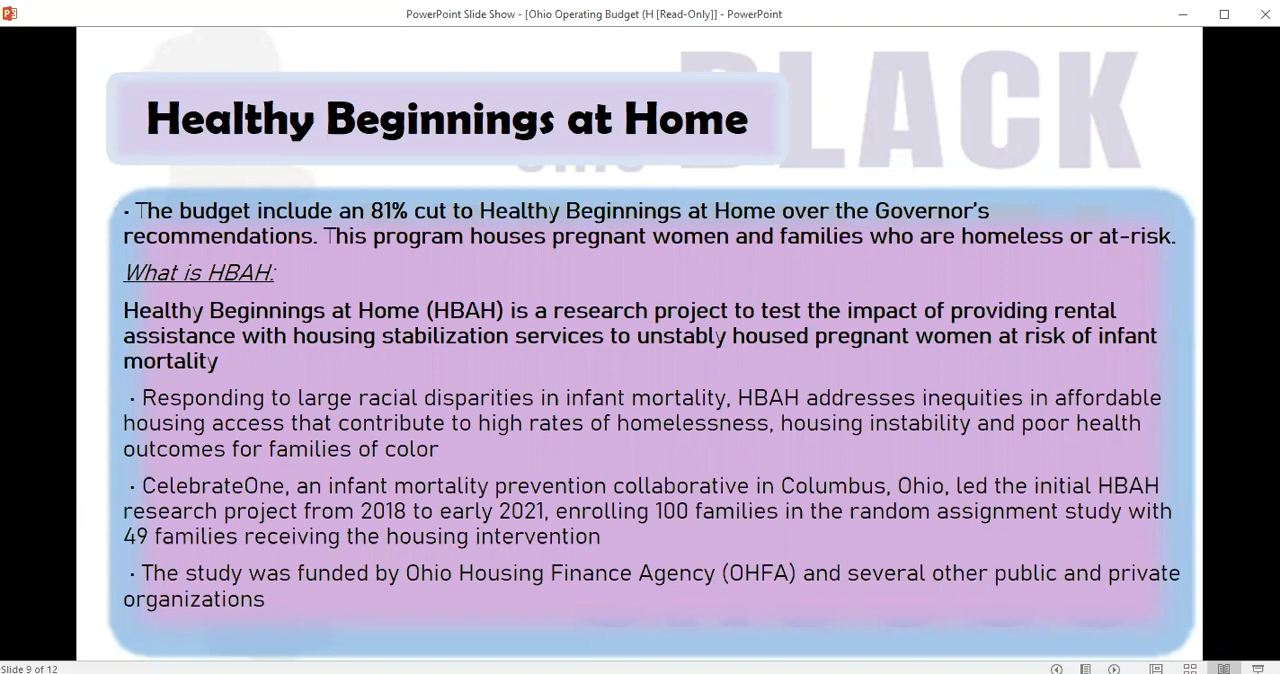 PowerPoint Slide Show - [Ohio Operating Budget (H [Read-Only]] - PowerPoint
BLACK
OHIO
Healthy Beginnings at Home
· The budget include an 81% cut to Healthy Beginnings at Home over the Governor's
recommendations. This program houses pregnant women and families who are homeless or at-risk.
What is HBAH:
Healthy Beginnings at Home (HBAH) is a research project to test the impact of providing rental
assistance with housing stabilization services to unstably housed pregnant women at risk of infant
mortality
· Responding to large racial disparities in infant mortality, HBAH addresses inequities in affordable
housing access that contribute to high rates of homelessness, housing instability and poor health
outcomes for families of color
· CelebrateOne, an infant mortality prevention collaborative in Columbus, Ohio, led the initial HBAH
research project from 2018 to early 2021, enrolling 100 families in the random assignment study with
49 families receiving the housing intervention
· The study was funded by Ohio Housing Finance Agency (OHFA) and several other public and private
organizations
Slide 9 of 12